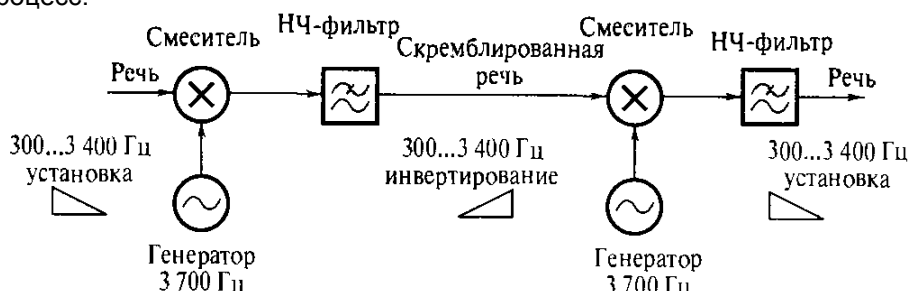 Смеситель
НЧ-фильтр
Скремблированная
речь
Смеситель
НЧ-фильтр
Речь
Речь
300...3 400 Гц
установка
300...3 400 Гц
инвертирование
300...3 400 Гц
установка
Генератор
3 700 Гц
Генератор
3 700 Гц